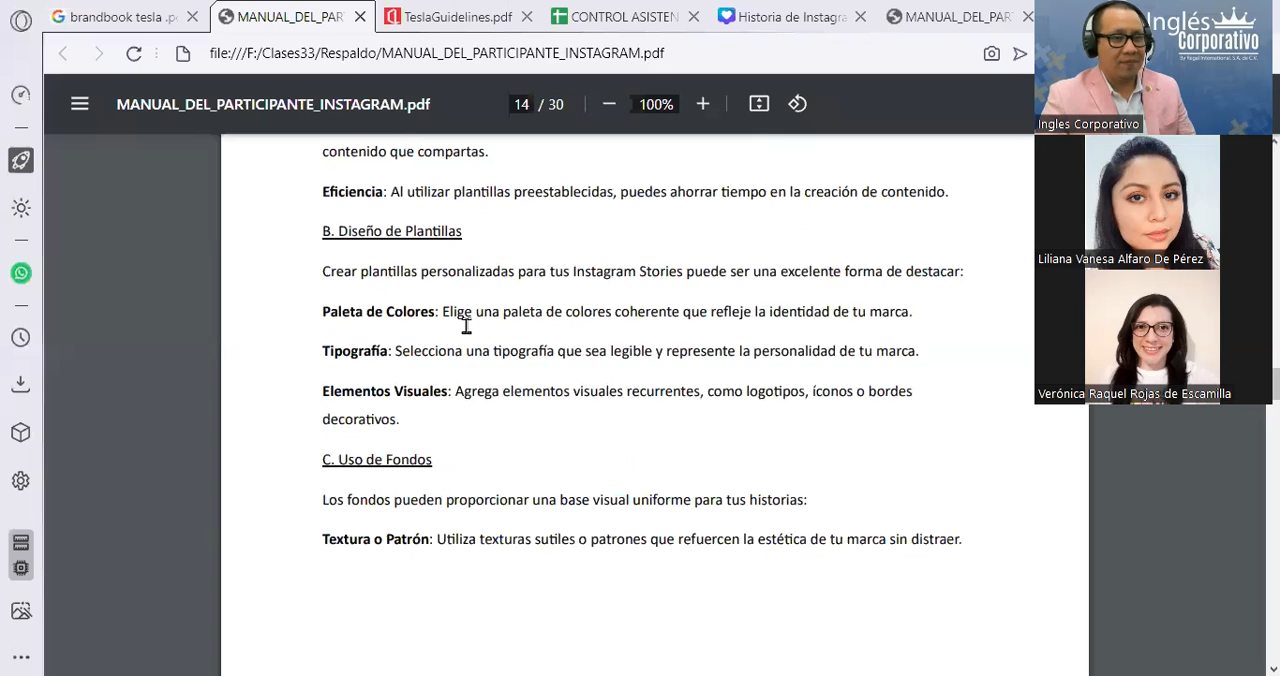 brandbook tesla .p
MANUAL_DEL_PAR
TeslaGuidelines.pdf
CONTROL ASISTEN
Historia de Instagra
MANUAL_DEL_PAR
file:///F:/Clases33/Respaldo/MANUAL_DEL_PARTICIPANTE_INSTAGRAM.pdf
MANUAL_DEL_PARTICIPANTE_INSTAGRAM.pdf
14 / 30
100%
contenido que compartas.
Eficiencia: Al utilizar plantillas preestablecidas, puedes ahorrar tiempo en la creación de contenido.
B. Diseño de Plantillas
Crear plantillas personalizadas para tus Instagram Stories puede ser una excelente forma de destacar:
Paleta de Colores: Elige una paleta de colores coherente que refleje la identidad de tu marca.
Tipografía: Selecciona una tipografía que sea legible y represente la personalidad de tu marca.
Elementos Visuales: Agrega elementos visuales recurrentes, como logotipos, íconos o bordes
decorativos.
C. Uso de Fondos
Los fondos pueden proporcionar una base visual uniforme para tus historias:
Textura o Patrón: Utiliza texturas sutiles o patrones que refuercen la estética de tu marca sin distraer.
Inglés
Corporativo
By Regal International, S.A. de C.V.
Ingles Corporativo
Liliana Vanesa Alfaro De Pérez
Verónica Raquel Rojas de Escamilla